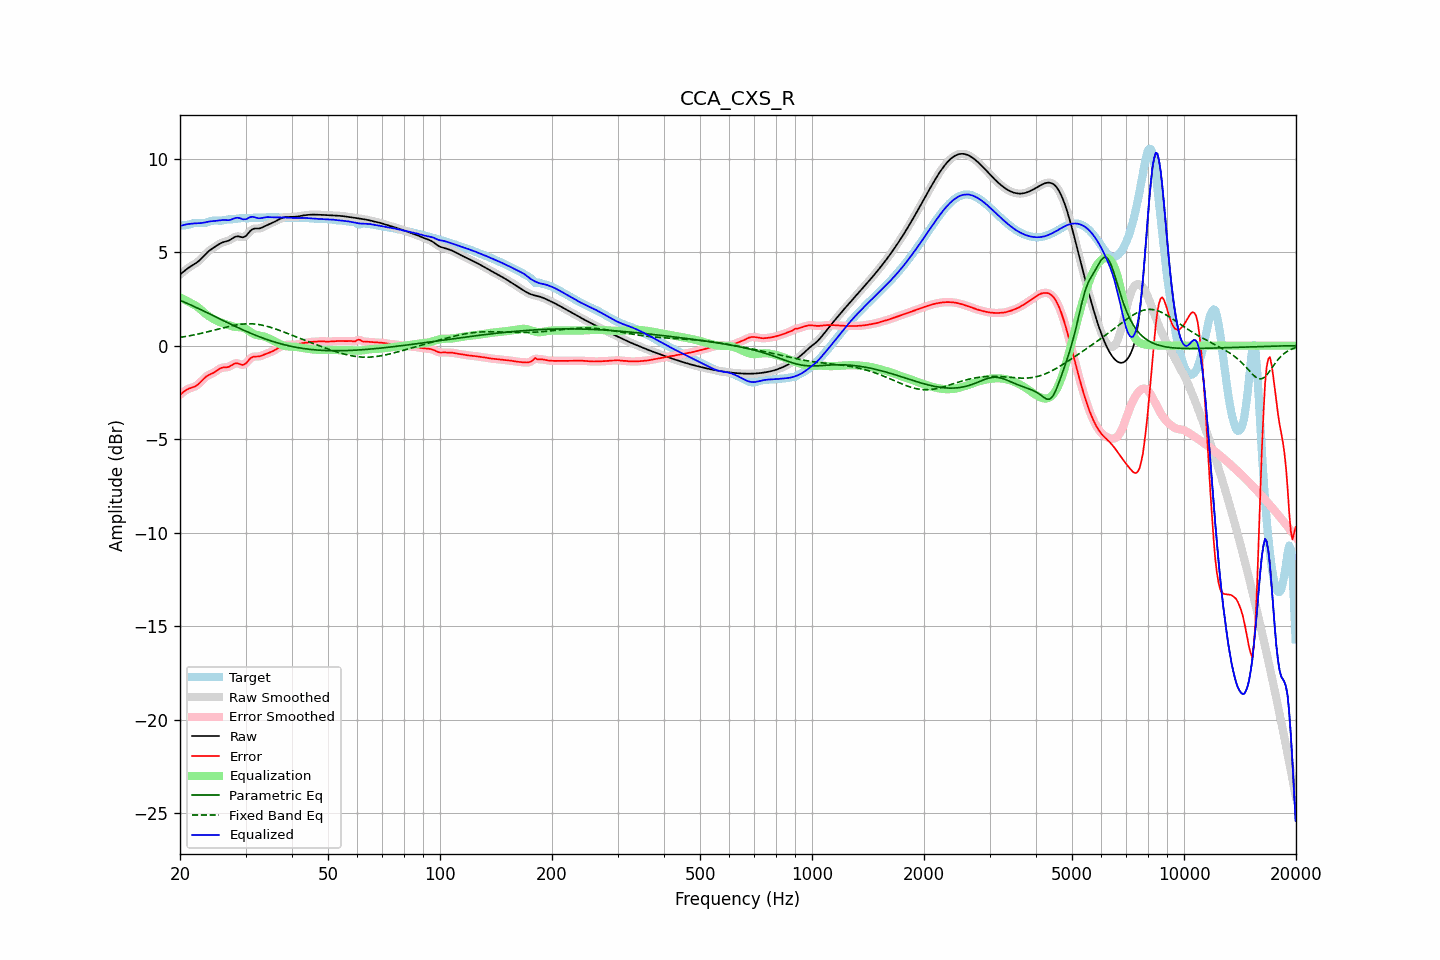 CCA_CXS_R
Amplitude (dBr)
10
5
0
−5
−10
−15
−20
−25
Target
Raw Smoothed
Error Smoothed
Raw
Error
Equalization
Parametric Eq
Fixed Band Eq
Equalized
20 50 100 200 500 1000 2000 5000 10000 20000
Frequency (Hz)